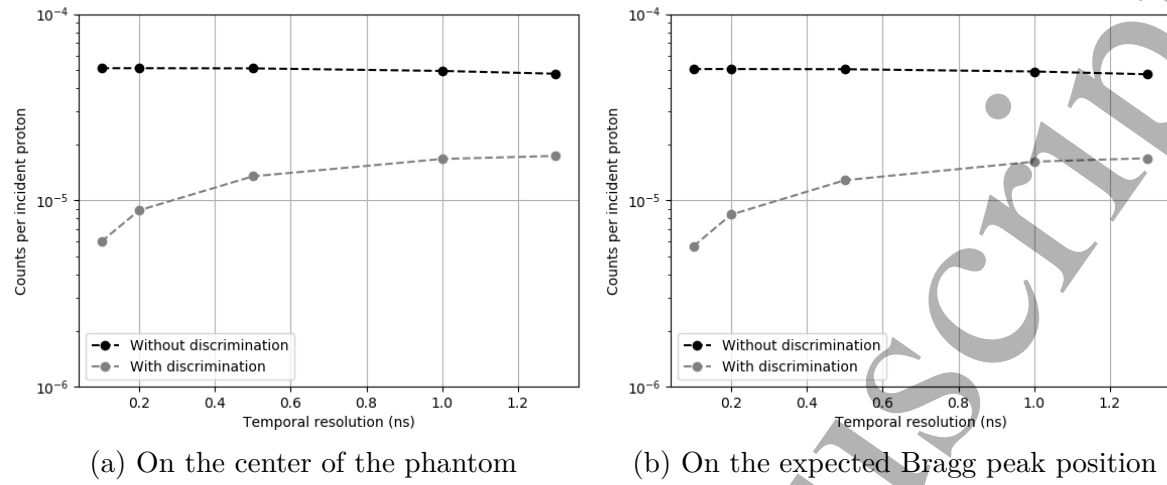 10⁻⁴
10⁻⁵
10⁻⁶
Counts per incident proton
Without discrimination
With discrimination
0.2 0.4 0.6 0.8 1.0 1.2
Temporal resolution (ns)
(a) On the center of the phantom
10⁻⁴
10⁻⁵
10⁻⁶
Counts per incident proton
Without discrimination
With discrimination
0.2 0.4 0.6 0.8 1.0 1.2
Temporal resolution (ns)
(b) On the expected Bragg peak position
uscrip